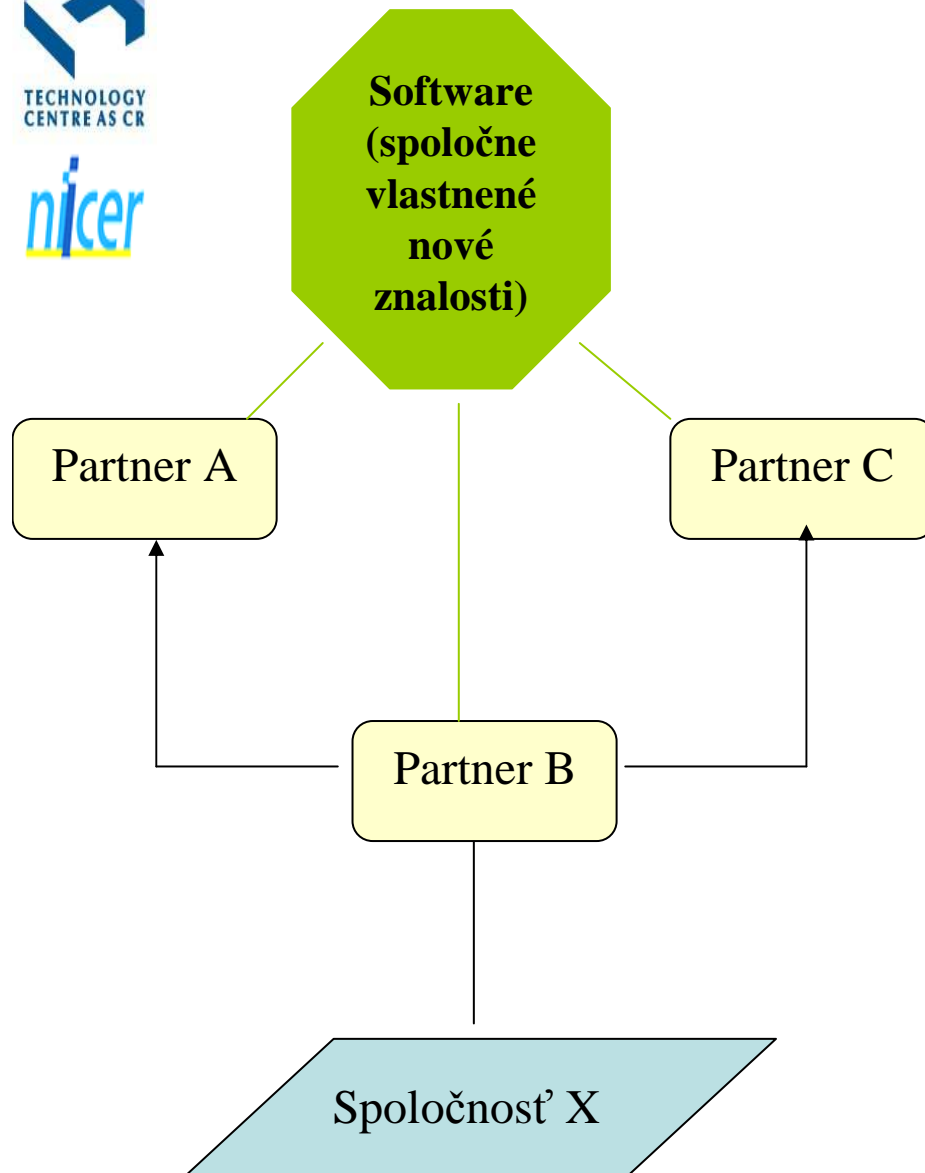 TECHNOLOGY
CENTRE AS CR
nicer
Software
(spoločne
vlastnené
nové
znalosti)
Partner A
Partner C
Partner B
Spoločnosť X